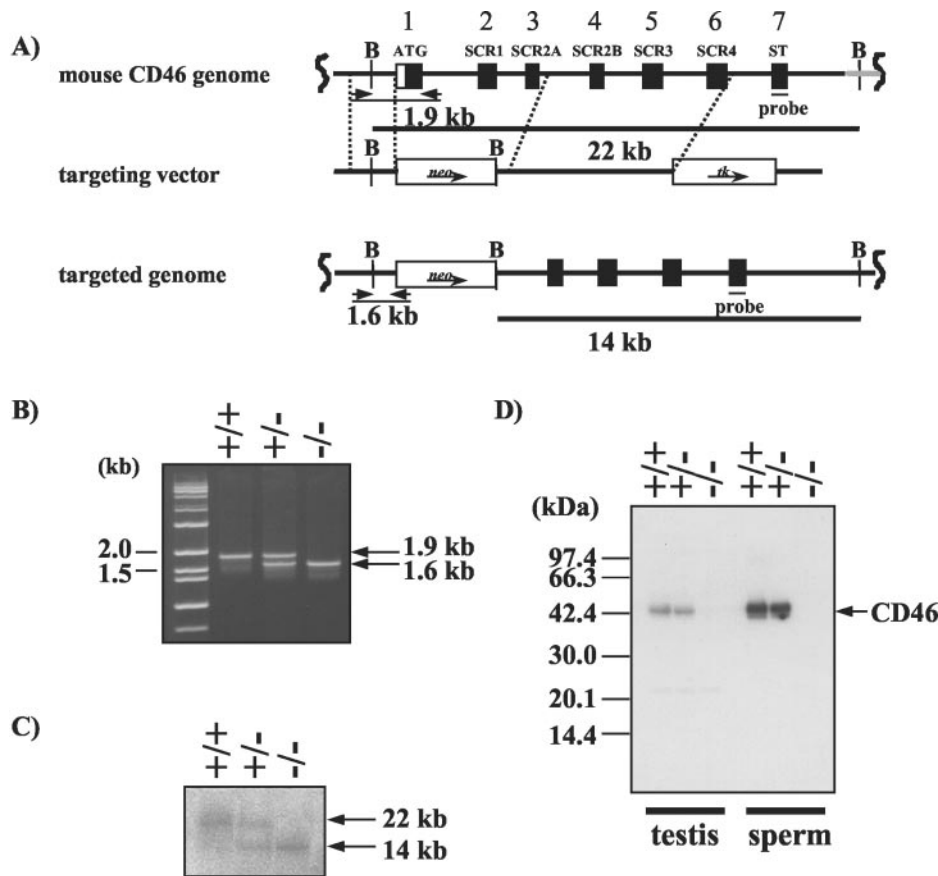 A)
1 2 3 4 5 6 7
B ATG SCR1 SCR2A SCR2B SCR3 SCR4 ST B
mouse CD46 genome
probe
1.9 kb
22 kb
B B
targeting vector
neo tk
B B B
targeted genome
neo
probe
1.6 kb
14 kb
B)
+/+ +/- -/-
(kb)
2.0
1.5
1.9 kb
1.6 kb
C)
+/+ +/- -/-
22 kb
14 kb
D)
+/+ +/- -/- +/+ +/- -/-
(kDa)
97.4
66.3
42.4
30.0
20.1
14.4
CD46
testis sperm